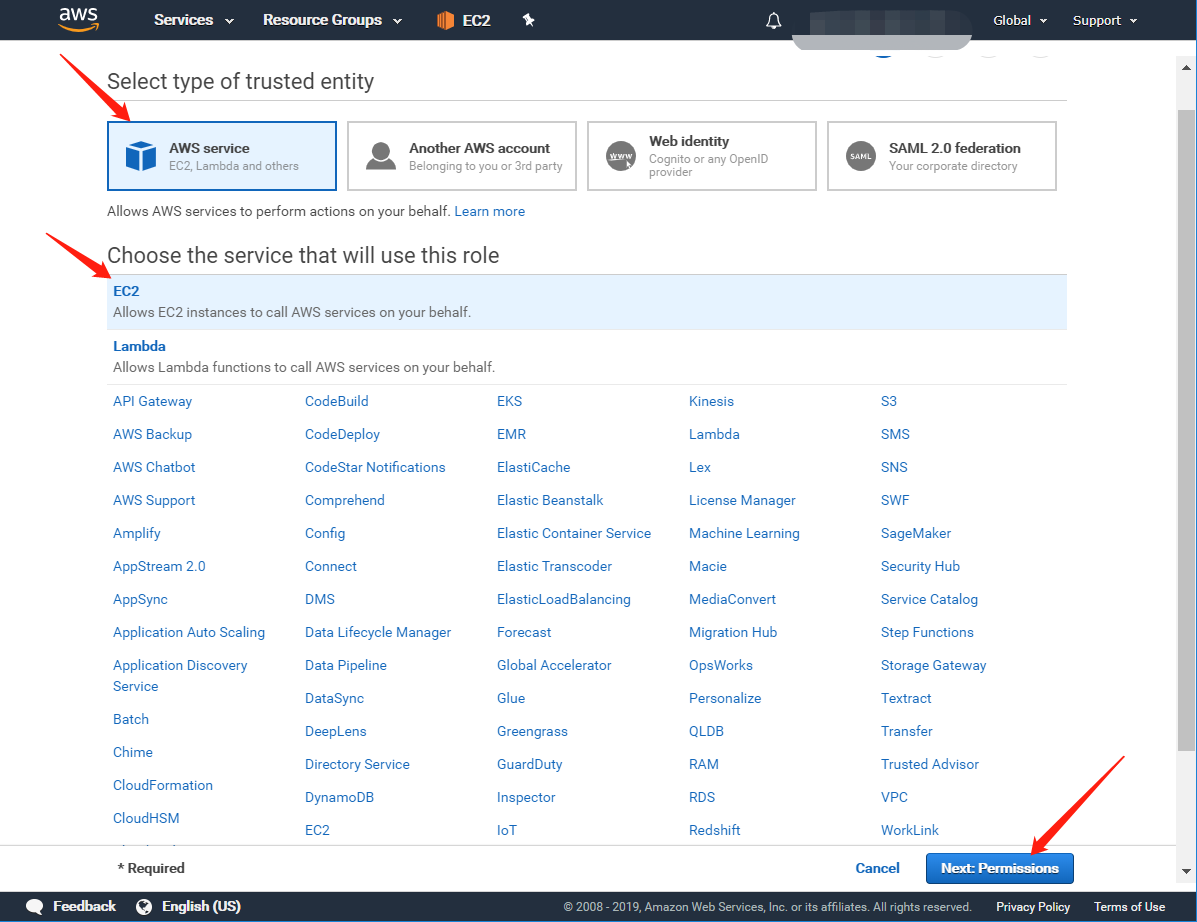 aws Services Resource Groups EC2 Global Support
Select type of trusted entity
AWS service
EC2, Lambda and others
Another AWS account
Belonging to you or 3rd party
www
Web identity
Cognito or any OpenID
provider
SAML
SAML 2.0 federation
Your corporate directory
Allows AWS services to perform actions on your behalf. Learn more
Choose the service that will use this role
EC2
Allows EC2 instances to call AWS services on your behalf.
Lambda
Allows Lambda functions to call AWS services on your behalf.
API Gateway
AWS Backup
AWS Chatbot
AWS Support
Amplify
AppStream 2.0
AppSync
Application Auto Scaling
Application Discovery
Service
Batch
Chime
CloudFormation
CloudHSM
CodeBuild
CodeDeploy
CodeStar Notifications
Comprehend
Config
Connect
DMS
Data Lifecycle Manager
Data Pipeline
DataSync
DeepLens
Directory Service
DynamoDB
EC2
EKS
EMR
ElastiCache
Elastic Beanstalk
Elastic Container Service
Elastic Transcoder
ElasticLoadBalancing
Forecast
Global Accelerator
Glue
Greengrass
GuardDuty
Inspector
IoT
Kinesis
Lambda
Lex
License Manager
Machine Learning
Macie
MediaConvert
Migration Hub
OpsWorks
Personalize
QLDB
RAM
RDS
Redshift
S3
SMS
SNS
SWF
SageMaker
Security Hub
Service Catalog
Step Functions
Storage Gateway
Textract
Transfer
Trusted Advisor
VPC
WorkLink
* Required
Cancel
Next: Permissions
Feedback English (US) © 2008 - 2019, Amazon Web Services, Inc. or its affiliates. All rights reserved. Privacy Policy Terms of Use